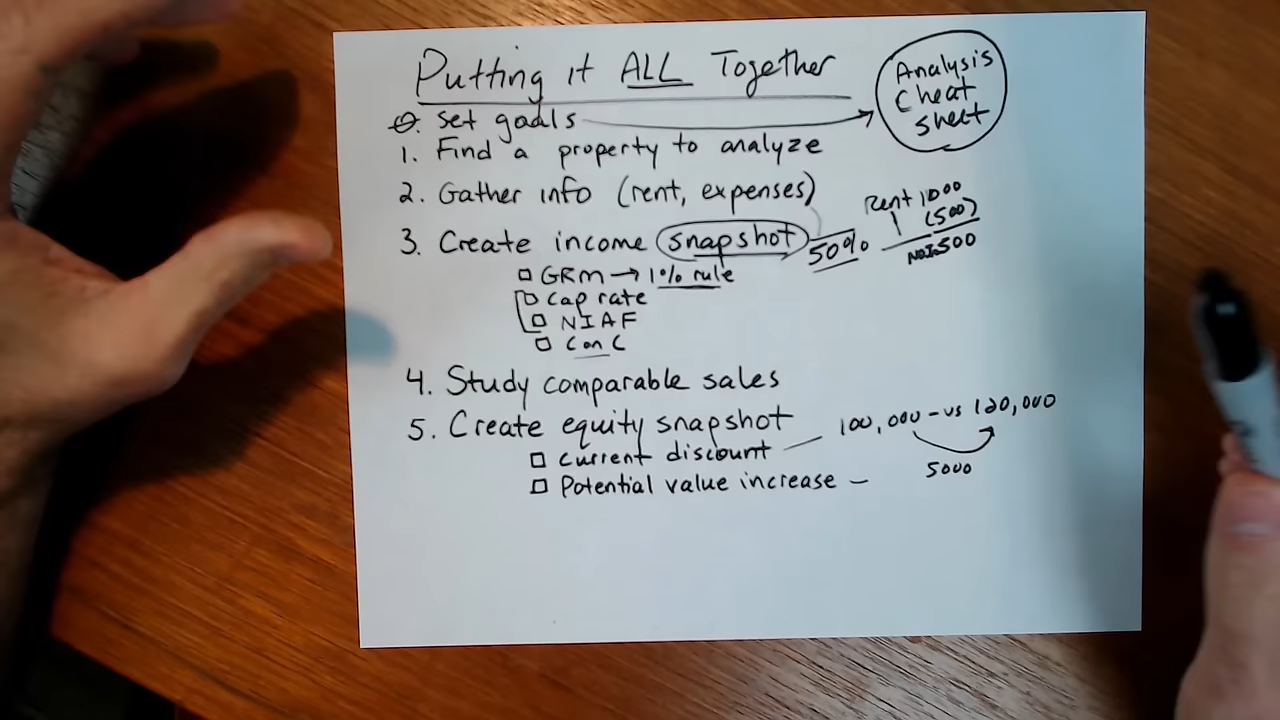 Putting it ALL Together
Analysis
Cheat
Sheet
0. Set goals
1. Find a property to analyze
2. Gather info (rent, expenses)
Rent 1000
(500)
NOI 500
3. Create income snapshot
50%
GRM → 1% rule
Cap rate
NIAF
C on C
4. Study comparable sales
5. Create equity snapshot
100,000 - vs 120,000
5000
Current discount
Potential value increase -